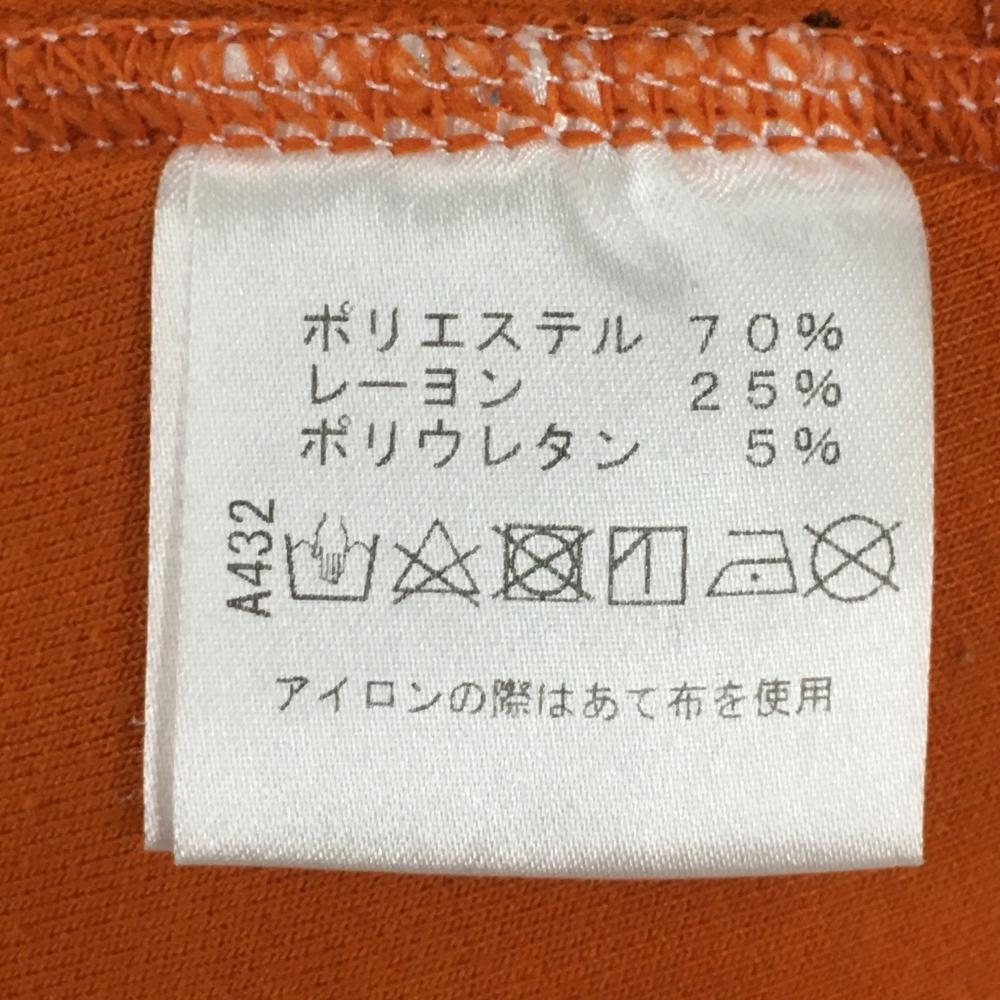 ポリエステル 70%
レーヨン 25%
ポリウレタン 5%
A432
アイロンの際はあて布を使用